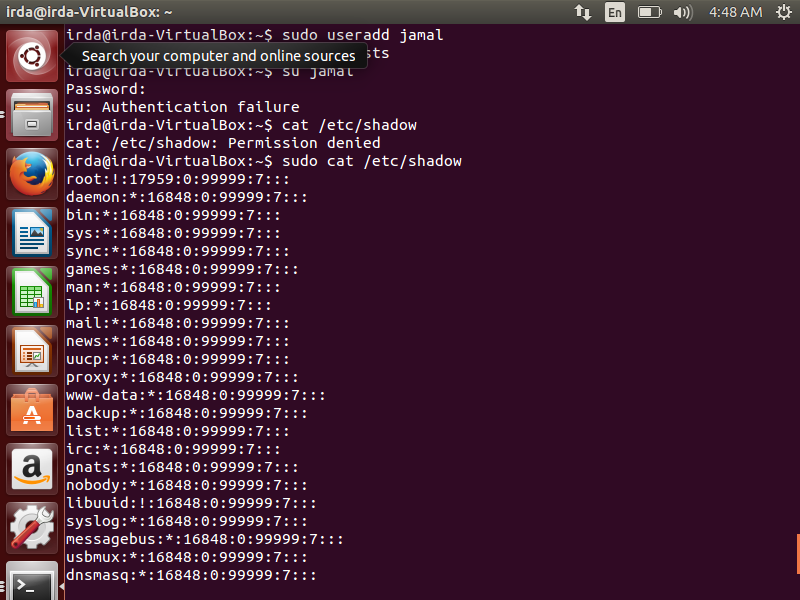 irda@irda-VirtualBox: ~
En
4:48 AM
irda@irda-VirtualBox:~$ sudo useradd jamal
Search your computer and online sources
irda@irda-VirtualBox:~$ su jamal
Password:
su: Authentication failure
irda@irda-VirtualBox:~$ cat /etc/shadow
cat: /etc/shadow: Permission denied
irda@irda-VirtualBox:~$ sudo cat /etc/shadow
root:!:17959:0:99999:7:::
daemon:*:16848:0:99999:7:::
bin:*:16848:0:99999:7:::
sys:*:16848:0:99999:7:::
sync:*:16848:0:99999:7:::
games:*:16848:0:99999:7:::
man:*:16848:0:99999:7:::
lp:*:16848:0:99999:7:::
mail:*:16848:0:99999:7:::
news:*:16848:0:99999:7:::
uucp:*:16848:0:99999:7:::
proxy:*:16848:0:99999:7:::
www-data:*:16848:0:99999:7:::
backup:*:16848:0:99999:7:::
list:*:16848:0:99999:7:::
irc:*:16848:0:99999:7:::
gnats:*:16848:0:99999:7:::
nobody:*:16848:0:99999:7:::
libuuid:!:16848:0:99999:7:::
syslog:*:16848:0:99999:7:::
messagebus:*:16848:0:99999:7:::
usbmux:*:16848:0:99999:7:::
dnsmasq:*:16848:0:99999:7:::